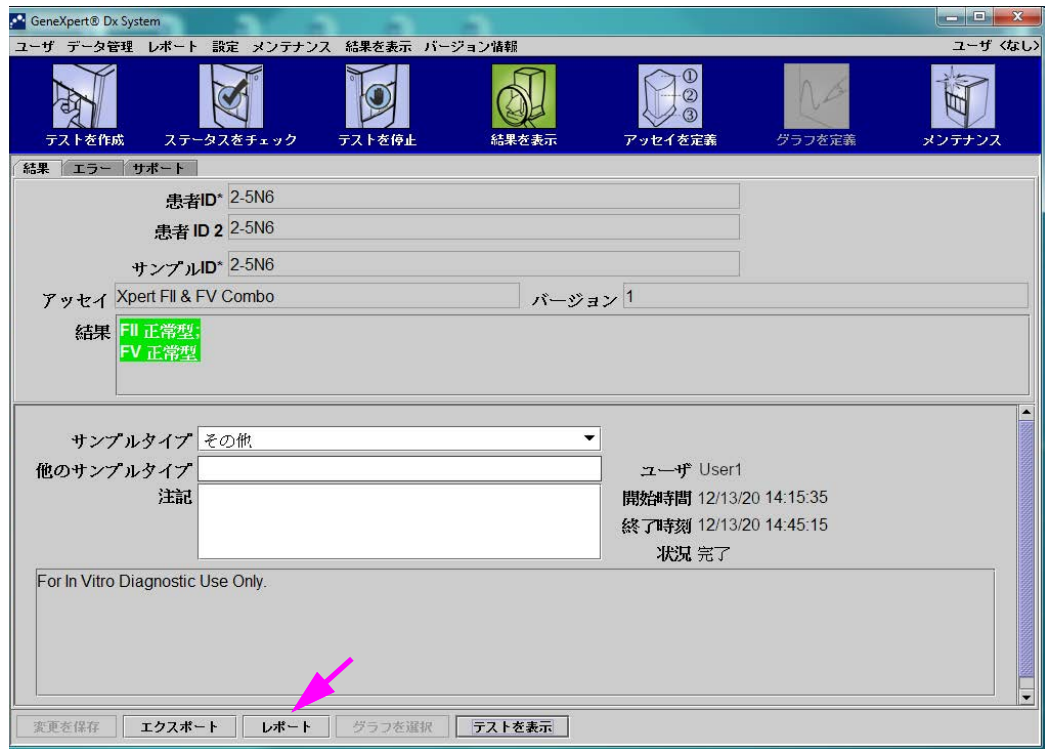 GeneXpert® Dx System
ユーザ データ管理 レポート 設定 メンテナンス 結果を表示 バージョン情報 ユーザ <なし>
① ② ③
テストを作成 ステータスをチェック テストを停止 結果を表示 アッセイを定義 グラフを定義 メンテナンス
結果 エラー サポート
患者ID* 2-5N6
患者 ID 2 2-5N6
サンプルID* 2-5N6
アッセイ Xpert FII & FV Combo バージョン 1
結果 FII 正常型;
FV 正常型
サンプルタイプ その他
他のサンプルタイプ ユーザ User1
注記 開始時間 12/13/20 14:15:35
終了時刻 12/13/20 14:45:15
状況 完了
For In Vitro Diagnostic Use Only.
変更を保存 エクスポート レポート グラフを選択 テストを表示